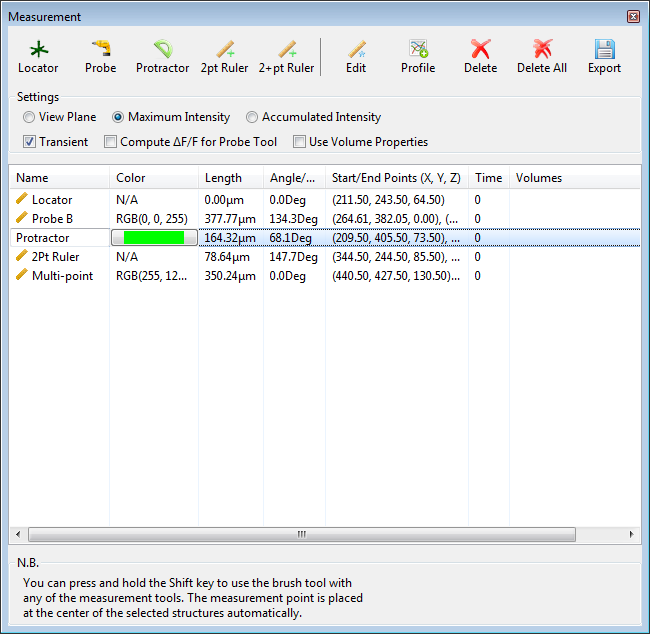 Measurement
Locator Probe Protractor 2pt Ruler 2+pt Ruler Edit Profile Delete Delete All Export
Settings
View Plane Maximum Intensity Accumulated Intensity
Transient Compute ΔF/F for Probe Tool Use Volume Properties
Name Color Length Angle/... Start/End Points (X, Y, Z) Time Volumes
Locator N/A 0.00µm 0.0Deg (211.50, 243.50, 64.50) 0
Probe B RGB(0, 0, 255) 377.77µm 134.3Deg (264.61, 382.05, 0.00), (... 0
Protractor 164.32µm 68.1Deg (209.50, 405.50, 73.50), ... 0
2Pt Ruler N/A 78.64µm 147.7Deg (344.50, 244.50, 85.50), ... 0
Multi-point RGB(255, 12... 350.24µm 0.0Deg (440.50, 427.50, 130.50)... 0
N.B.
You can press and hold the Shift key to use the brush tool with
any of the measurement tools. The measurement point is placed
at the center of the selected structures automatically.